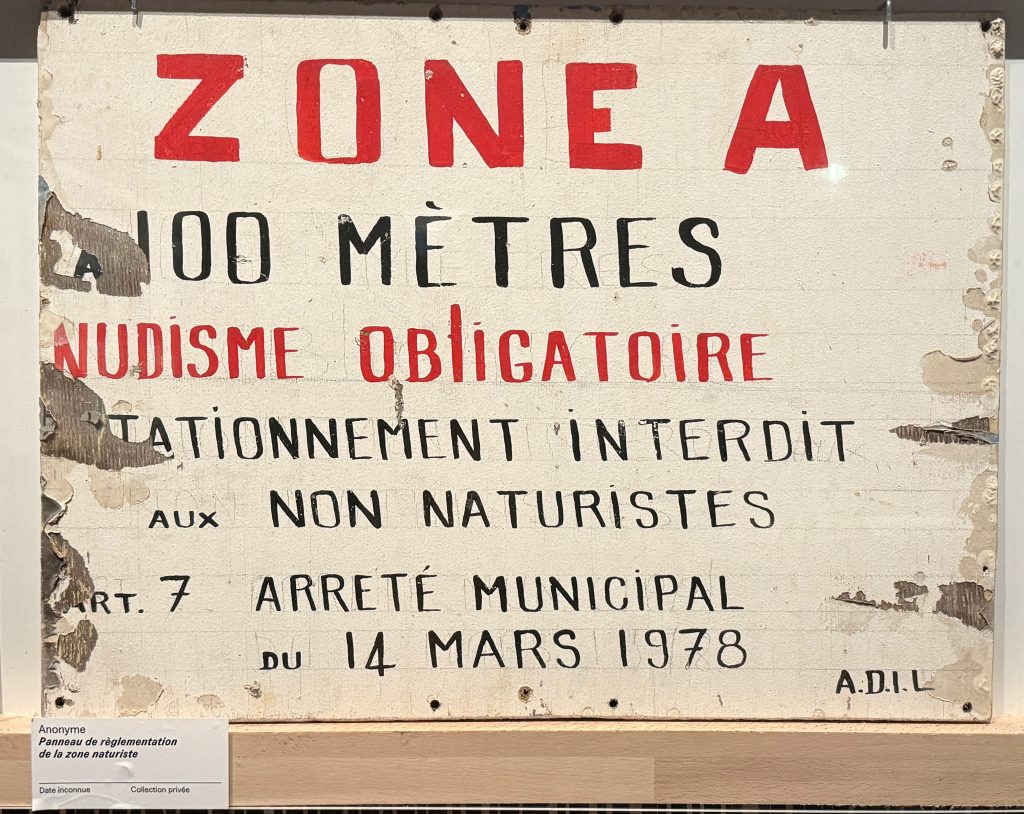 ZONE A
À 100 MÈTRES
NUDISME OBLIGATOIRE
TATIONNEMENT INTERDIT
AUX NON NATURISTES
ART. 7 ARRETÉ MUNICIPAL
DU 14 MARS 1978
A.D.I.L
Anonyme
Panneau de règlementation
de la zone naturiste
Date inconnue Collection privée